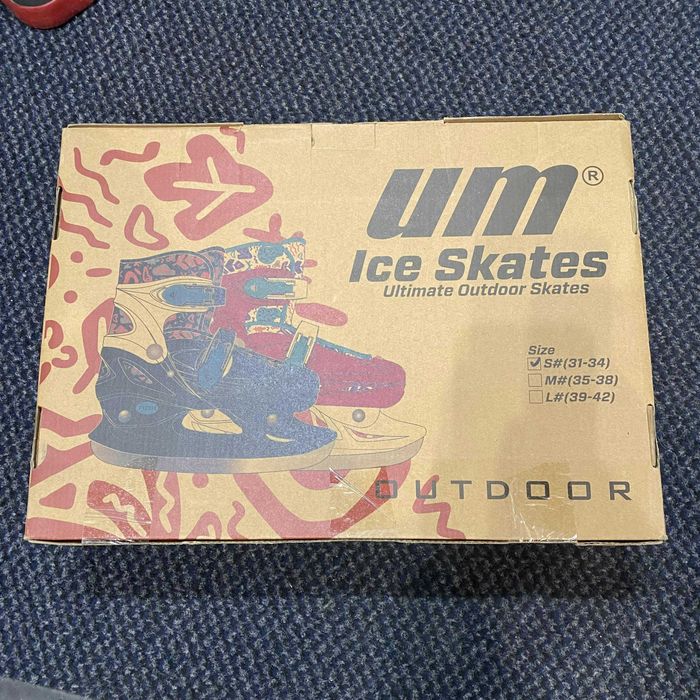 um®
Ice Skates
Ultimate Outdoor Skates
Size
S#(31-34)
M#(35-38)
L#(39-42)
OUTDOOR